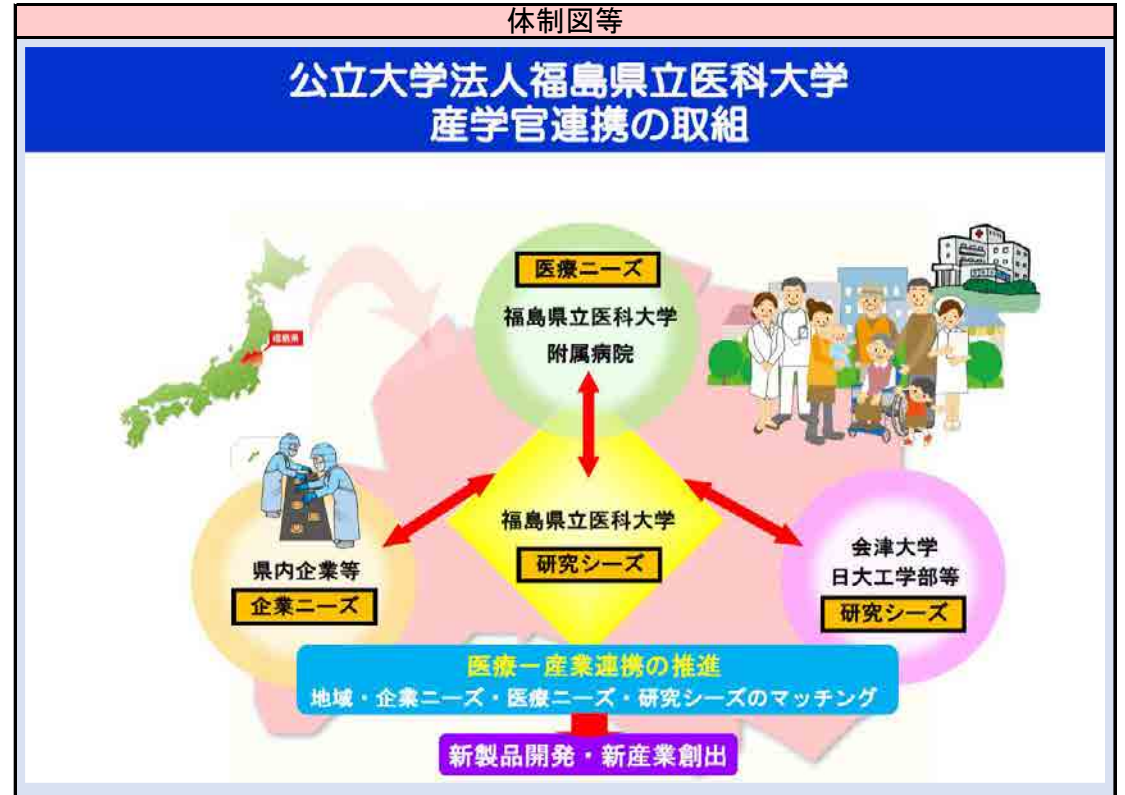 体制図等
公立大学法人福島県立医科大学
産学官連携の取組
医療ニーズ
福島県立医科大学
附属病院
福島県
福島県立医科大学
研究シーズ
県内企業等
企業ニーズ
会津大学
日大工学部等
研究シーズ
医療ー産業連携の推進
地域・企業ニーズ・医療ニーズ・研究シーズのマッチング
新製品開発・新産業創出